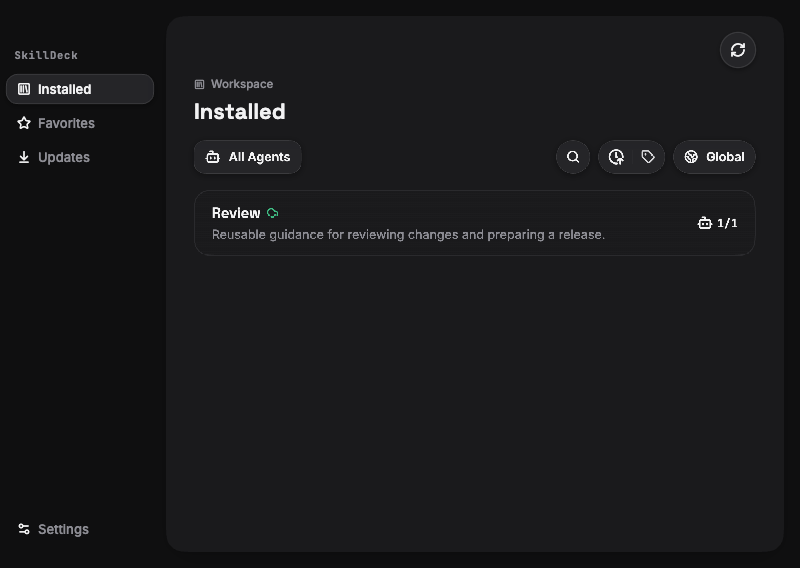 SkillDeck
Installed
Favorites
Updates
Settings
Workspace
Installed
All Agents
Global
Review
Reusable guidance for reviewing changes and preparing a release.
1/1